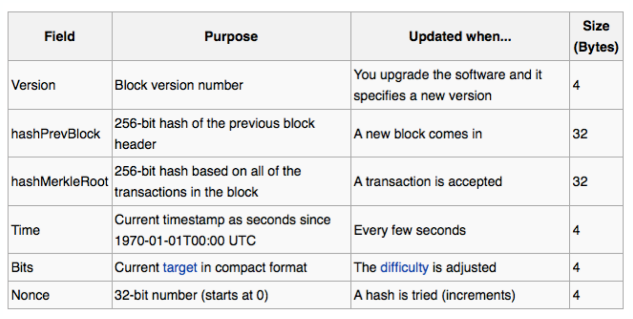 Field Purpose Updated when... Size (Bytes)
Version Block version number You upgrade the software and it specifies a new version 4
hashPrevBlock 256-bit hash of the previous block header A new block comes in 32
hashMerkleRoot 256-bit hash based on all of the transactions in the block A transaction is accepted 32
Time Current timestamp as seconds since 1970-01-01T00:00 UTC Every few seconds 4
Bits Current target in compact format The difficulty is adjusted 4
Nonce 32-bit number (starts at 0) A hash is tried (increments) 4